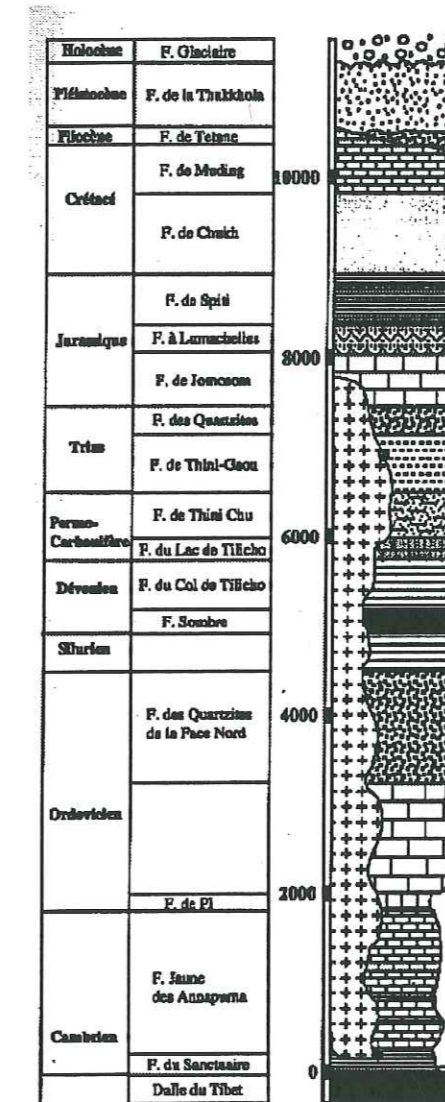 Holocène F. Glaciaire
Pléistocène F. de la Thakkhola
Pliocène F. de Tetang
F. de Muding
10000
Crétacé
F. de Chukh
F. de Spiti
Jurassique F. à Lumachelles
8000
F. de Jomosom
F. des Quartzites
Trias
F. de Thini-Gaon
F. de Thini Chu
Permo-
Carbonifère
6000
F. du Lac de Tilicho
Dévonien F. du Col de Tilicho
F. Sombre
Silurien
F. des Quartzites
de la Face Nord
4000
Ordovicien
2000
F. de Pi
F. Jaune
des Annapurna
Cambrien
F. du Sanctuaire
0
Dalle du Tibet